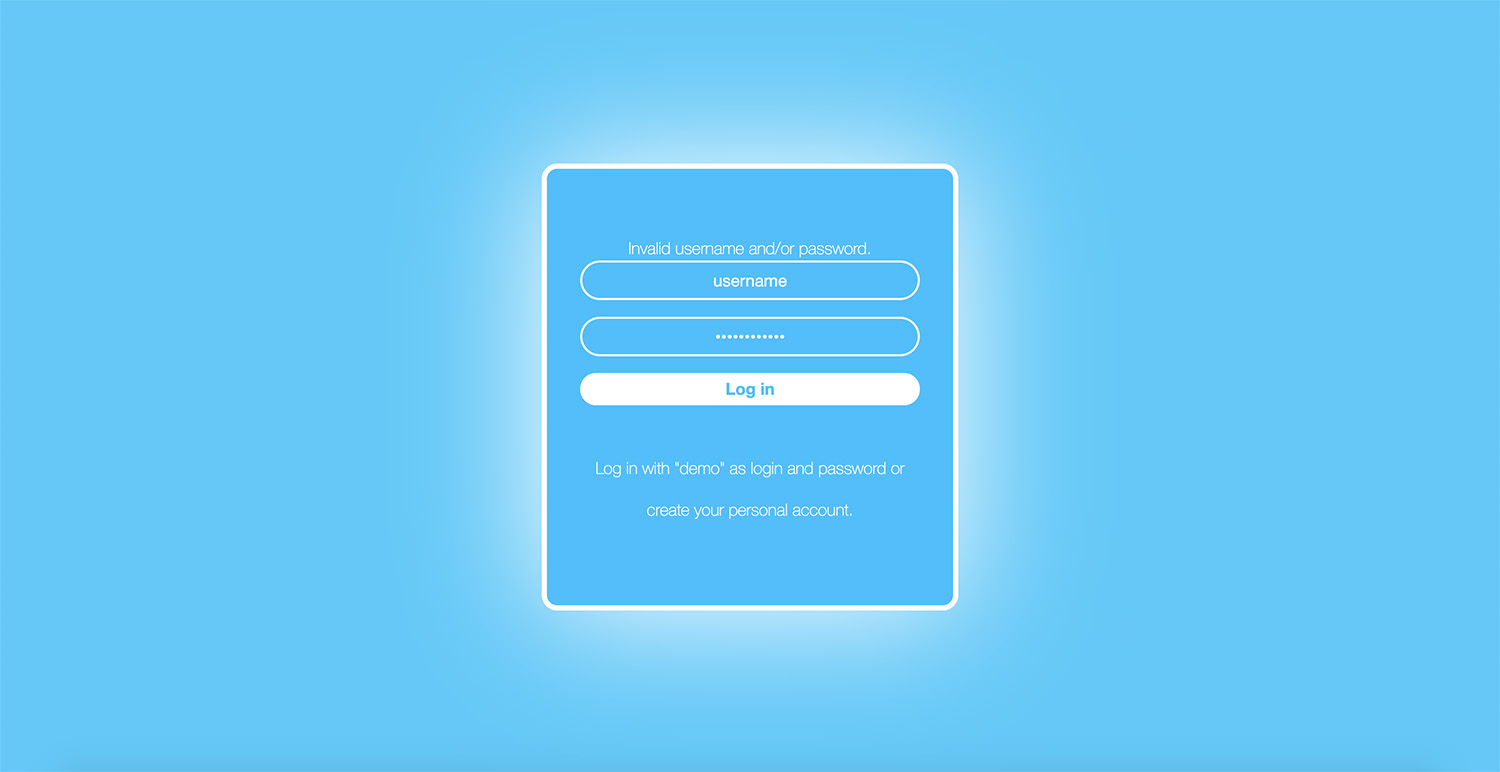 Invalid username and/or password.
username
••••••••••••
Log in
Log in with "demo" as login and password or
create your personal account.